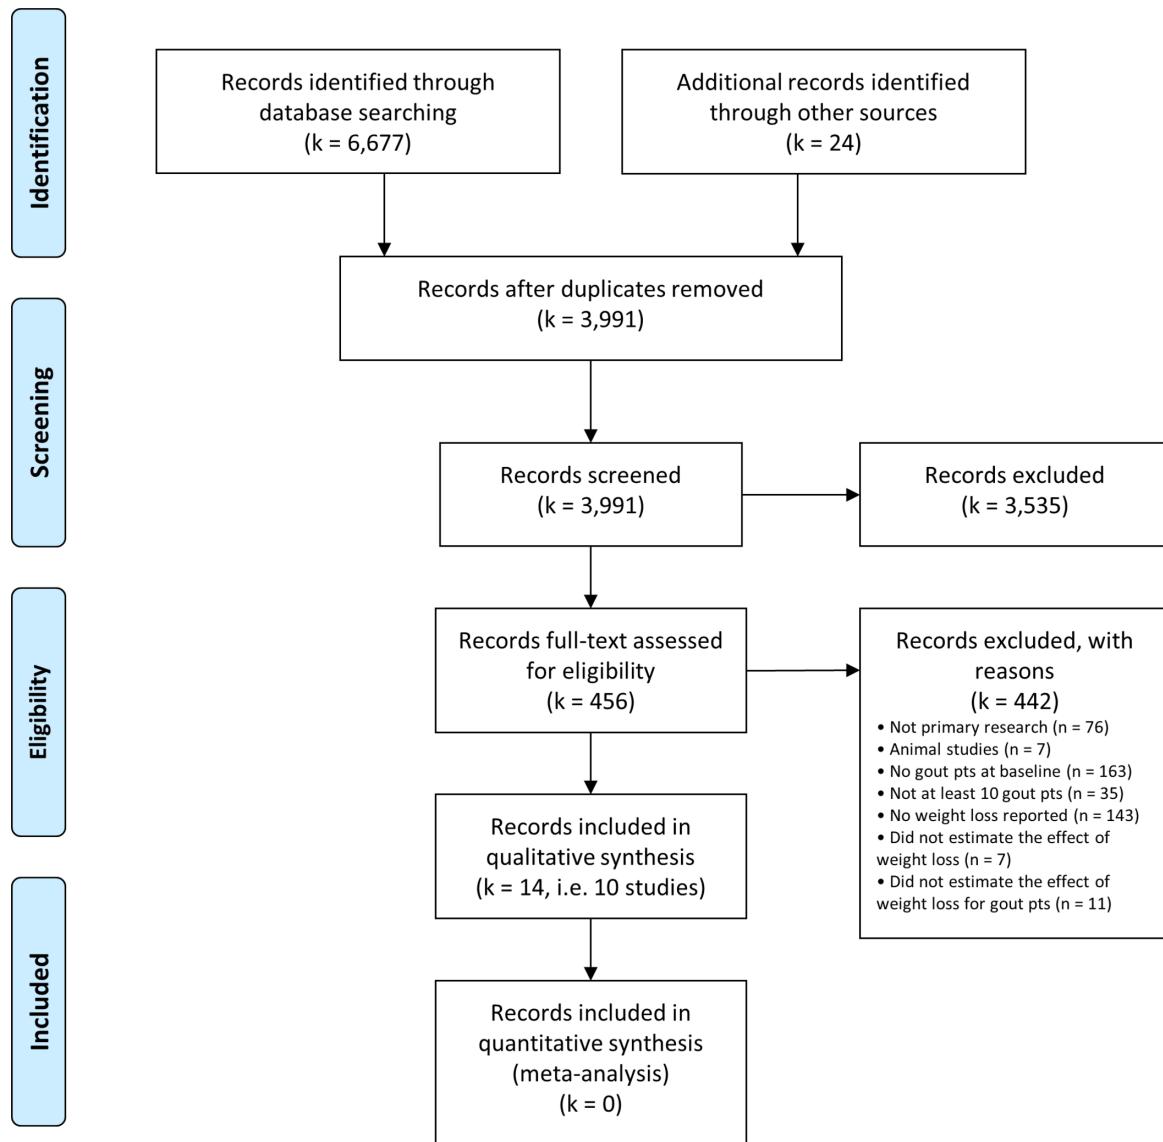 Identification
Records identified through
database searching
(k = 6,677)
Additional records identified
through other sources
(k = 24)
Records after duplicates removed
(k = 3,991)
Screening
Records screened
(k = 3,991)
Records excluded
(k = 3,535)
Eligibility
Records full-text assessed
for eligibility
(k = 456)
Records excluded, with
reasons
(k = 442)
• Not primary research (n = 76)
• Animal studies (n = 7)
• No gout pts at baseline (n = 163)
• Not at least 10 gout pts (n = 35)
• No weight loss reported (n = 143)
• Did not estimate the effect of
weight loss (n = 7)
• Did not estimate the effect of
weight loss for gout pts (n = 11)
Records included in
qualitative synthesis
(k = 14, i.e. 10 studies)
Included
Records included in
quantitative synthesis
(meta-analysis)
(k = 0)